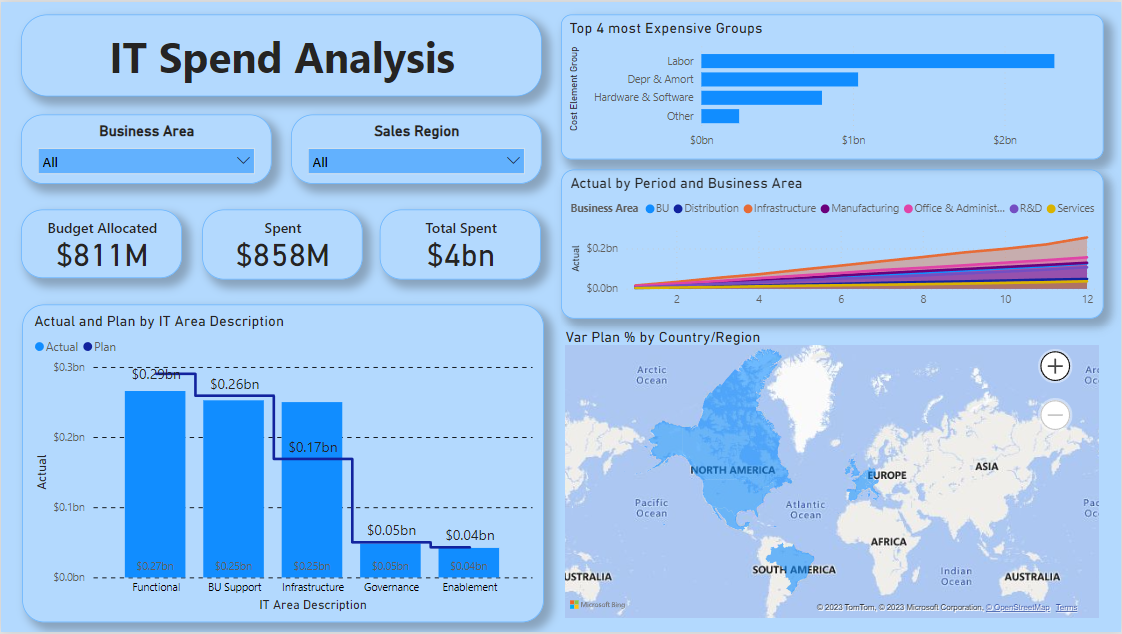 IT Spend Analysis
Business Area
All
Sales Region
All
Budget Allocated
$811M
Spent
$858M
Total Spent
$4bn
Actual and Plan by IT Area Description
Actual Plan
$0.3bn
$0.2bn
$0.1bn
$0.0bn
Actual
$0.29bn
$0.26bn
$0.17bn
$0.05bn
$0.04bn
$0.27bn
$0.25bn
$0.25bn
$0.05bn
$0.04bn
Functional
BU Support
Infrastructure
Governance
Enablement
IT Area Description
Top 4 most Expensive Groups
Cost Element Group
Labor
Depr & Amort
Hardware & Software
Other
$0bn
$1bn
$2bn
Actual by Period and Business Area
Business Area BU Distribution Infrastructure Manufacturing Office & Administ... R&D Services
Actual
$0.2bn
$0.0bn
2
4
6
8
10
12
Var Plan % by Country/Region
Arctic
Ocean
Arc
Oc
NORTH AMERICA
EUROPE
ASIA
Pacific
Ocean
Atlantic
Ocean
Pac
Oc
AFRICA
SOUTH AMERICA
Indian
Ocean
USTRALIA
AUSTRALIA
Microsoft Bing
© 2023 TomTom, © 2023 Microsoft Corporation, © OpenStreetMap Terms